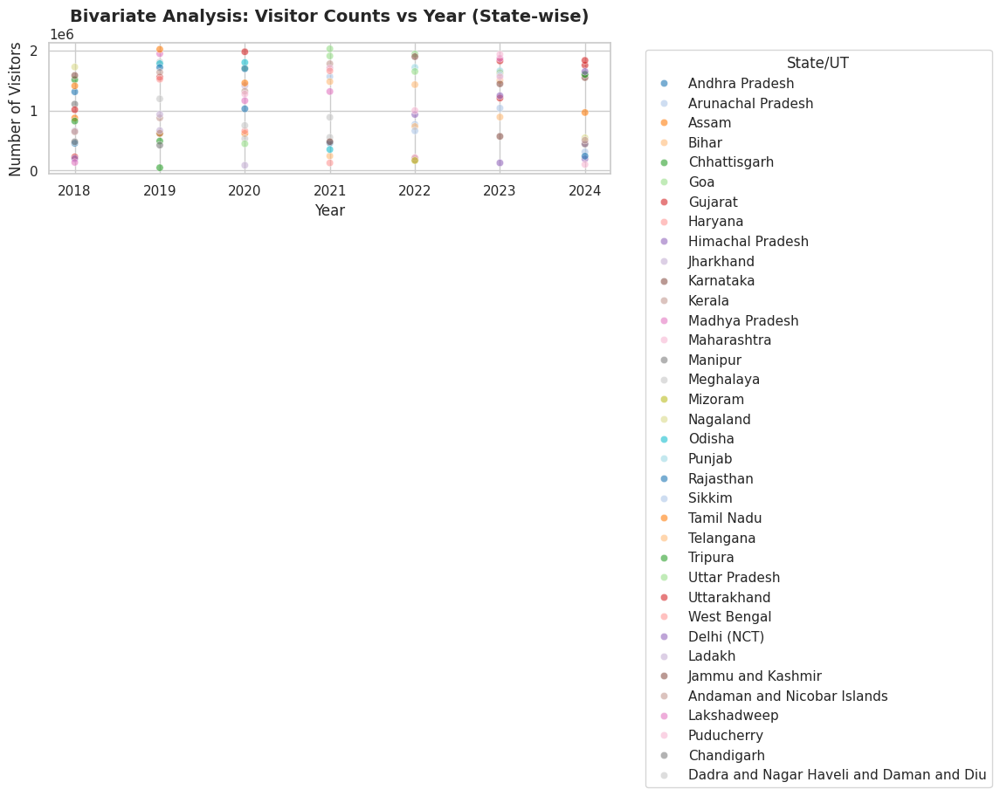 Bivariate Analysis: Visitor Counts vs Year (State-wise)
1e6
2
1
0
Number of Visitors
2018 2019 2020 2021 2022 2023 2024
Year
State/UT
Andhra Pradesh
Arunachal Pradesh
Assam
Bihar
Chhattisgarh
Goa
Gujarat
Haryana
Himachal Pradesh
Jharkhand
Karnataka
Kerala
Madhya Pradesh
Maharashtra
Manipur
Meghalaya
Mizoram
Nagaland
Odisha
Punjab
Rajasthan
Sikkim
Tamil Nadu
Telangana
Tripura
Uttar Pradesh
Uttarakhand
West Bengal
Delhi (NCT)
Ladakh
Jammu and Kashmir
Andaman and Nicobar Islands
Lakshadweep
Puducherry
Chandigarh
Dadra and Nagar Haveli and Daman and Diu